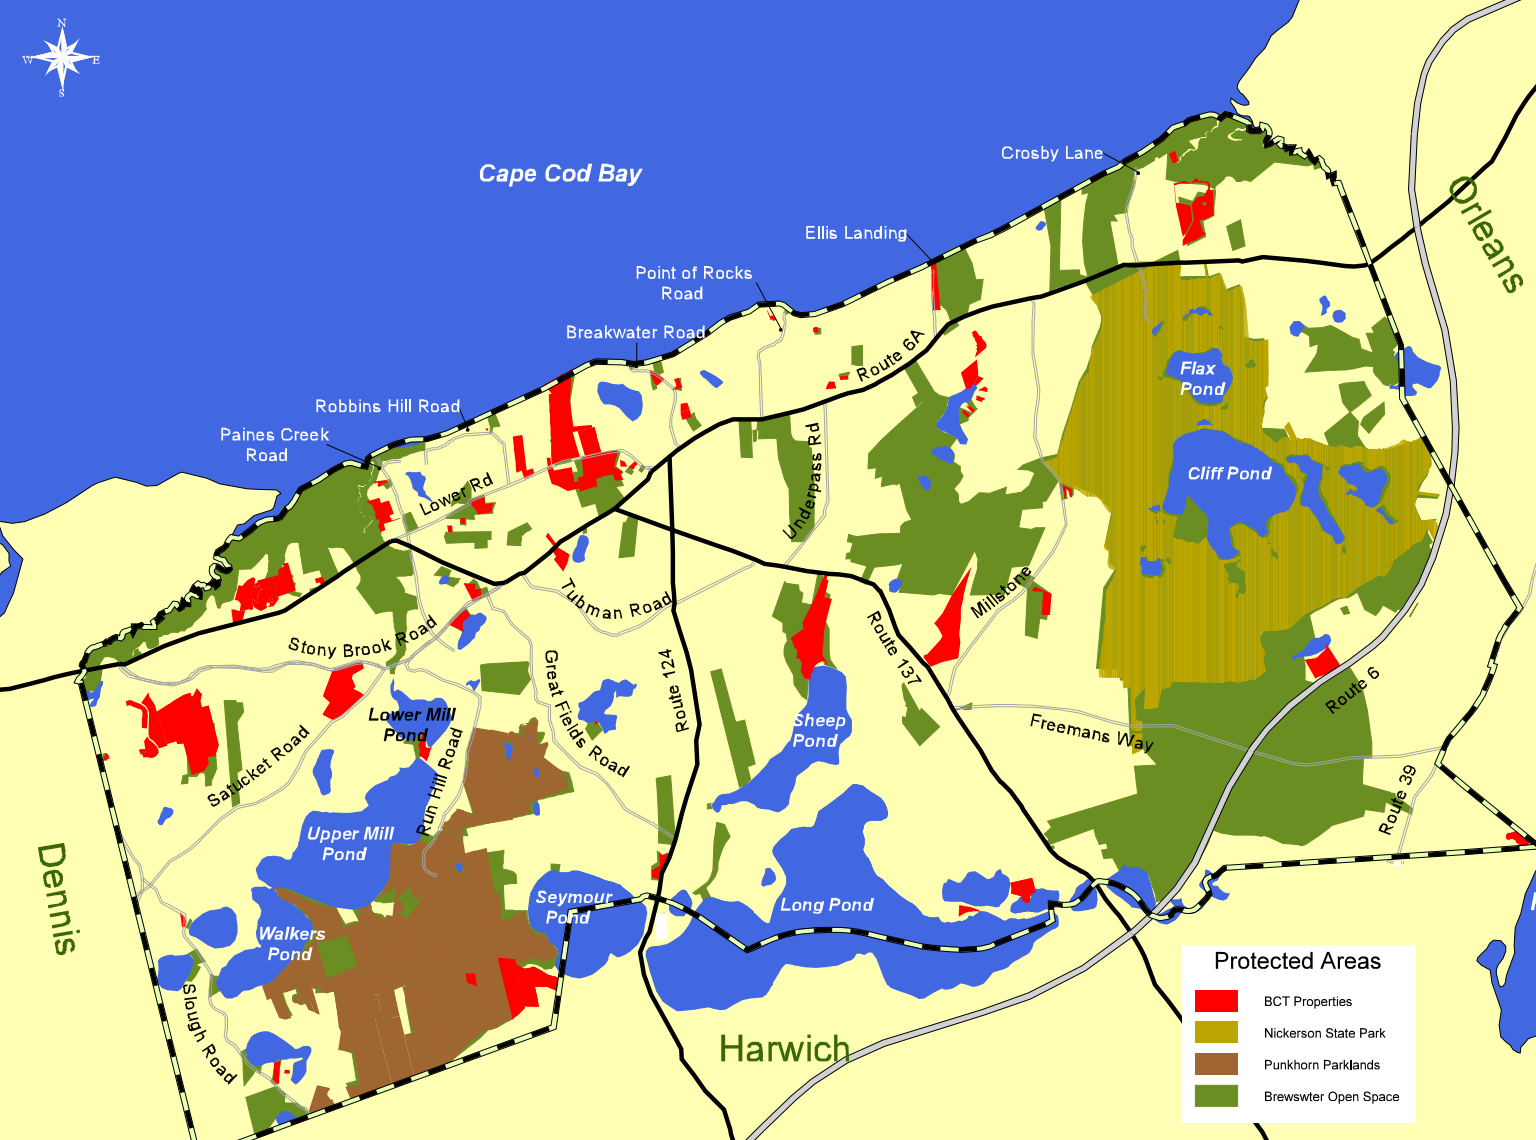 N
W E
S
Cape Cod Bay
Crosby Lane
Ellis Landing
Point of Rocks
Road
Breakwater Road
Robbins Hill Road
Paines Creek
Road
Orleans
Route 6A
Flax
Pond
Cliff Pond
Lower Rd
Underpass Rd
Tubman Road
Millstone
Stony Brook Road
Route 137
Route 124
Great Fields Road
Lower Mill
Pond
Satucket Road
Run Hill Road
Sheep
Pond
Freemans Way
Route 6
Route 39
Upper Mill
Pond
Dennis
Seymour
Pond
Long Pond
Walkers
Pond
Slough Road
Harwich
Protected Areas
BCT Properties
Nickerson State Park
Punkhorn Parklands
Brewswter Open Space